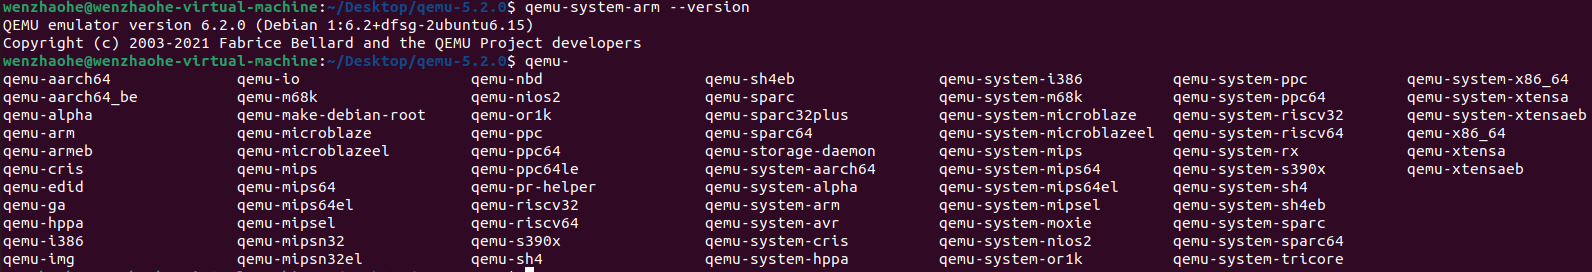 wenzhaohe@wenzhaohe-virtual-machine:~/Desktop/qemu-5.2.0$ qemu-system-arm --version
QEMU emulator version 6.2.0 (Debian 1:6.2+dfsg-2ubuntu6.15)
Copyright (c) 2003-2021 Fabrice Bellard and the QEMU Project developers
wenzhaohe@wenzhaohe-virtual-machine:~/Desktop/qemu-5.2.0$ qemu-
qemu-aarch64 qemu-io qemu-nbd qemu-sh4eb qemu-system-i386 qemu-system-ppc qemu-system-x86_64
qemu-aarch64_be qemu-m68k qemu-nios2 qemu-sparc qemu-system-m68k qemu-system-ppc64 qemu-system-xtensa
qemu-alpha qemu-make-debian-root qemu-or1k qemu-sparc32plus qemu-system-microblaze qemu-system-riscv32 qemu-system-xtensaeb
qemu-arm qemu-microblaze qemu-ppc qemu-sparc64 qemu-system-microblazeel qemu-system-riscv64 qemu-x86_64
qemu-armeb qemu-microblazeel qemu-ppc64 qemu-storage-daemon qemu-system-mips qemu-system-rx qemu-xtensa
qemu-cris qemu-mips qemu-ppc64le qemu-system-aarch64 qemu-system-mips64 qemu-system-s390x qemu-xtensaeb
qemu-edid qemu-mips64 qemu-pr-helper qemu-system-alpha qemu-system-mips64el qemu-system-sh4
qemu-ga qemu-mips64el qemu-riscv32 qemu-system-arm qemu-system-mipsel qemu-system-sh4eb
qemu-hppa qemu-mipsel qemu-riscv64 qemu-system-avr qemu-system-moxie qemu-system-sparc
qemu-i386 qemu-mipsn32 qemu-s390x qemu-system-cris qemu-system-nios2 qemu-system-sparc64
qemu-img qemu-mipsn32el qemu-sh4 qemu-system-hppa qemu-system-or1k qemu-system-tricore